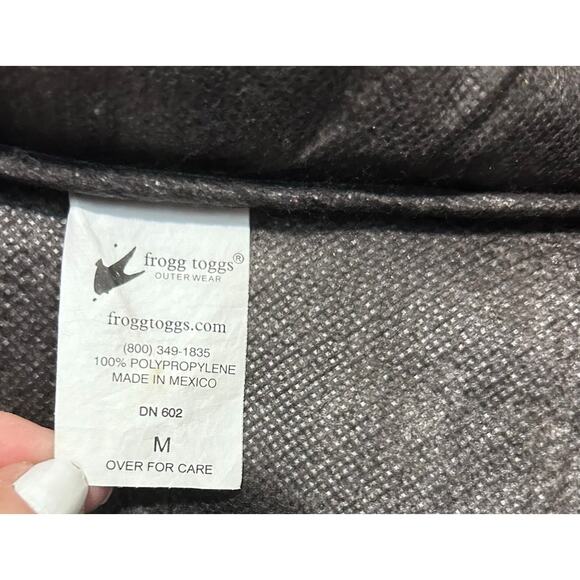 frogg toggs®
OUTERWEAR
froggtoggs.com
(800) 349-1835
100% POLYPROPYLENE
MADE IN MEXICO
DN 602
M
OVER FOR CARE